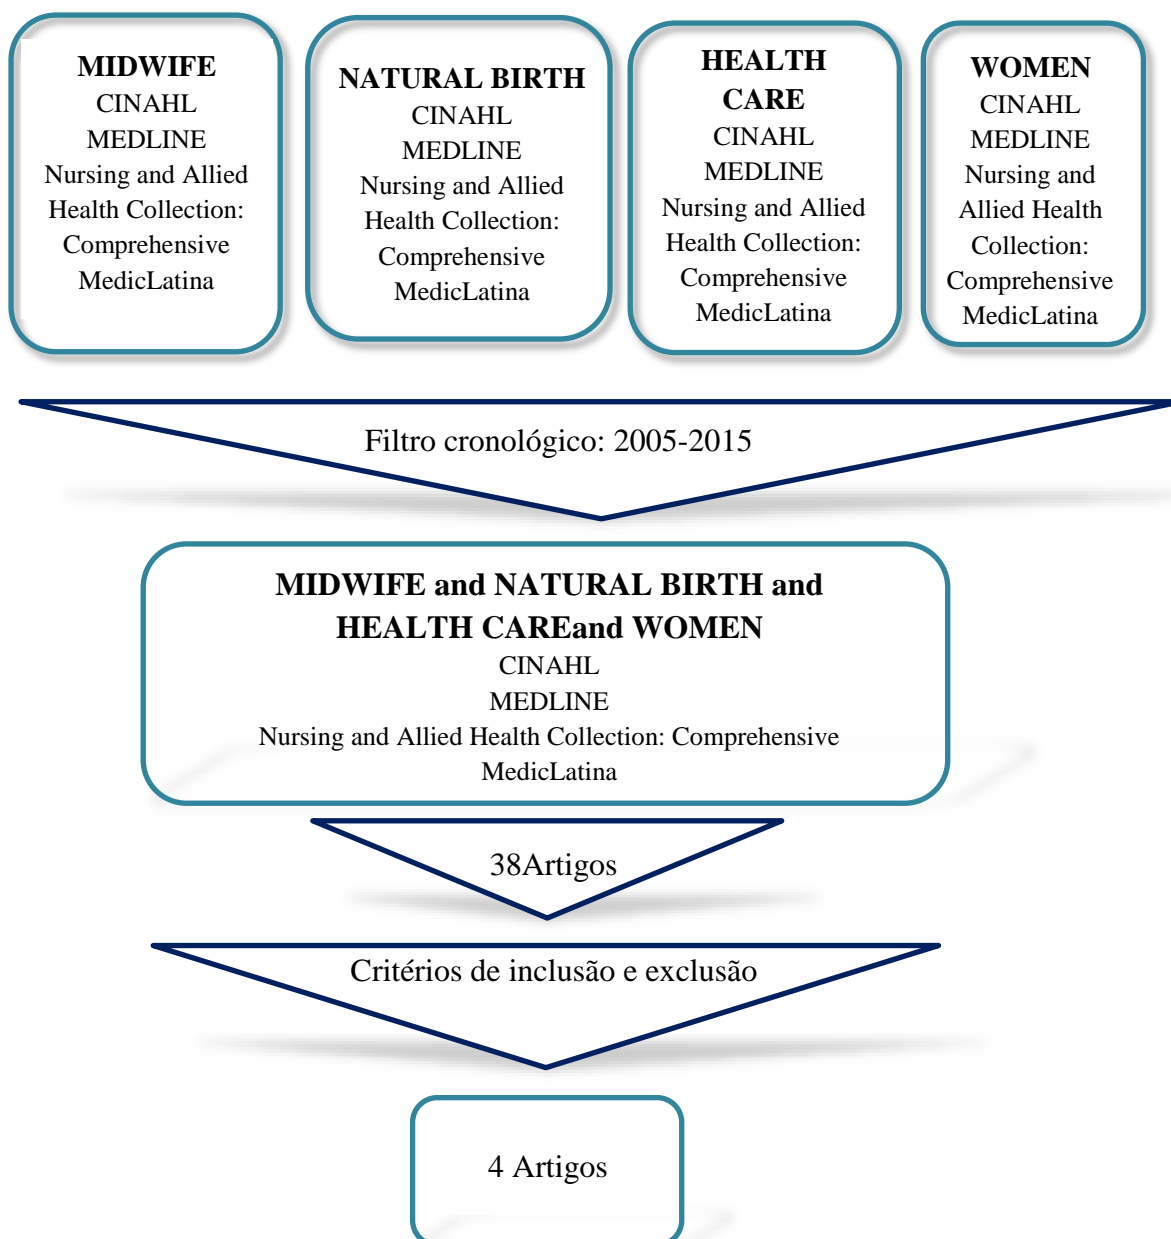 MIDWIFE
CINAHL
MEDLINE
Nursing and Allied
Health Collection:
Comprehensive
MedicLatina
NATURAL BIRTH
CINAHL
MEDLINE
Nursing and Allied
Health Collection:
Comprehensive
MedicLatina
HEALTH
CARE
CINAHL
MEDLINE
Nursing and Allied
Health Collection:
Comprehensive
MedicLatina
WOMEN
CINAHL
MEDLINE
Nursing and
Allied Health
Collection:
Comprehensive
MedicLatina
Filtro cronológico: 2005-2015
MIDWIFE and NATURAL BIRTH and
HEALTH CAREand WOMEN
CINAHL
MEDLINE
Nursing and Allied Health Collection: Comprehensive
MedicLatina
38Artigos
Critérios de inclusão e exclusão
4 Artigos